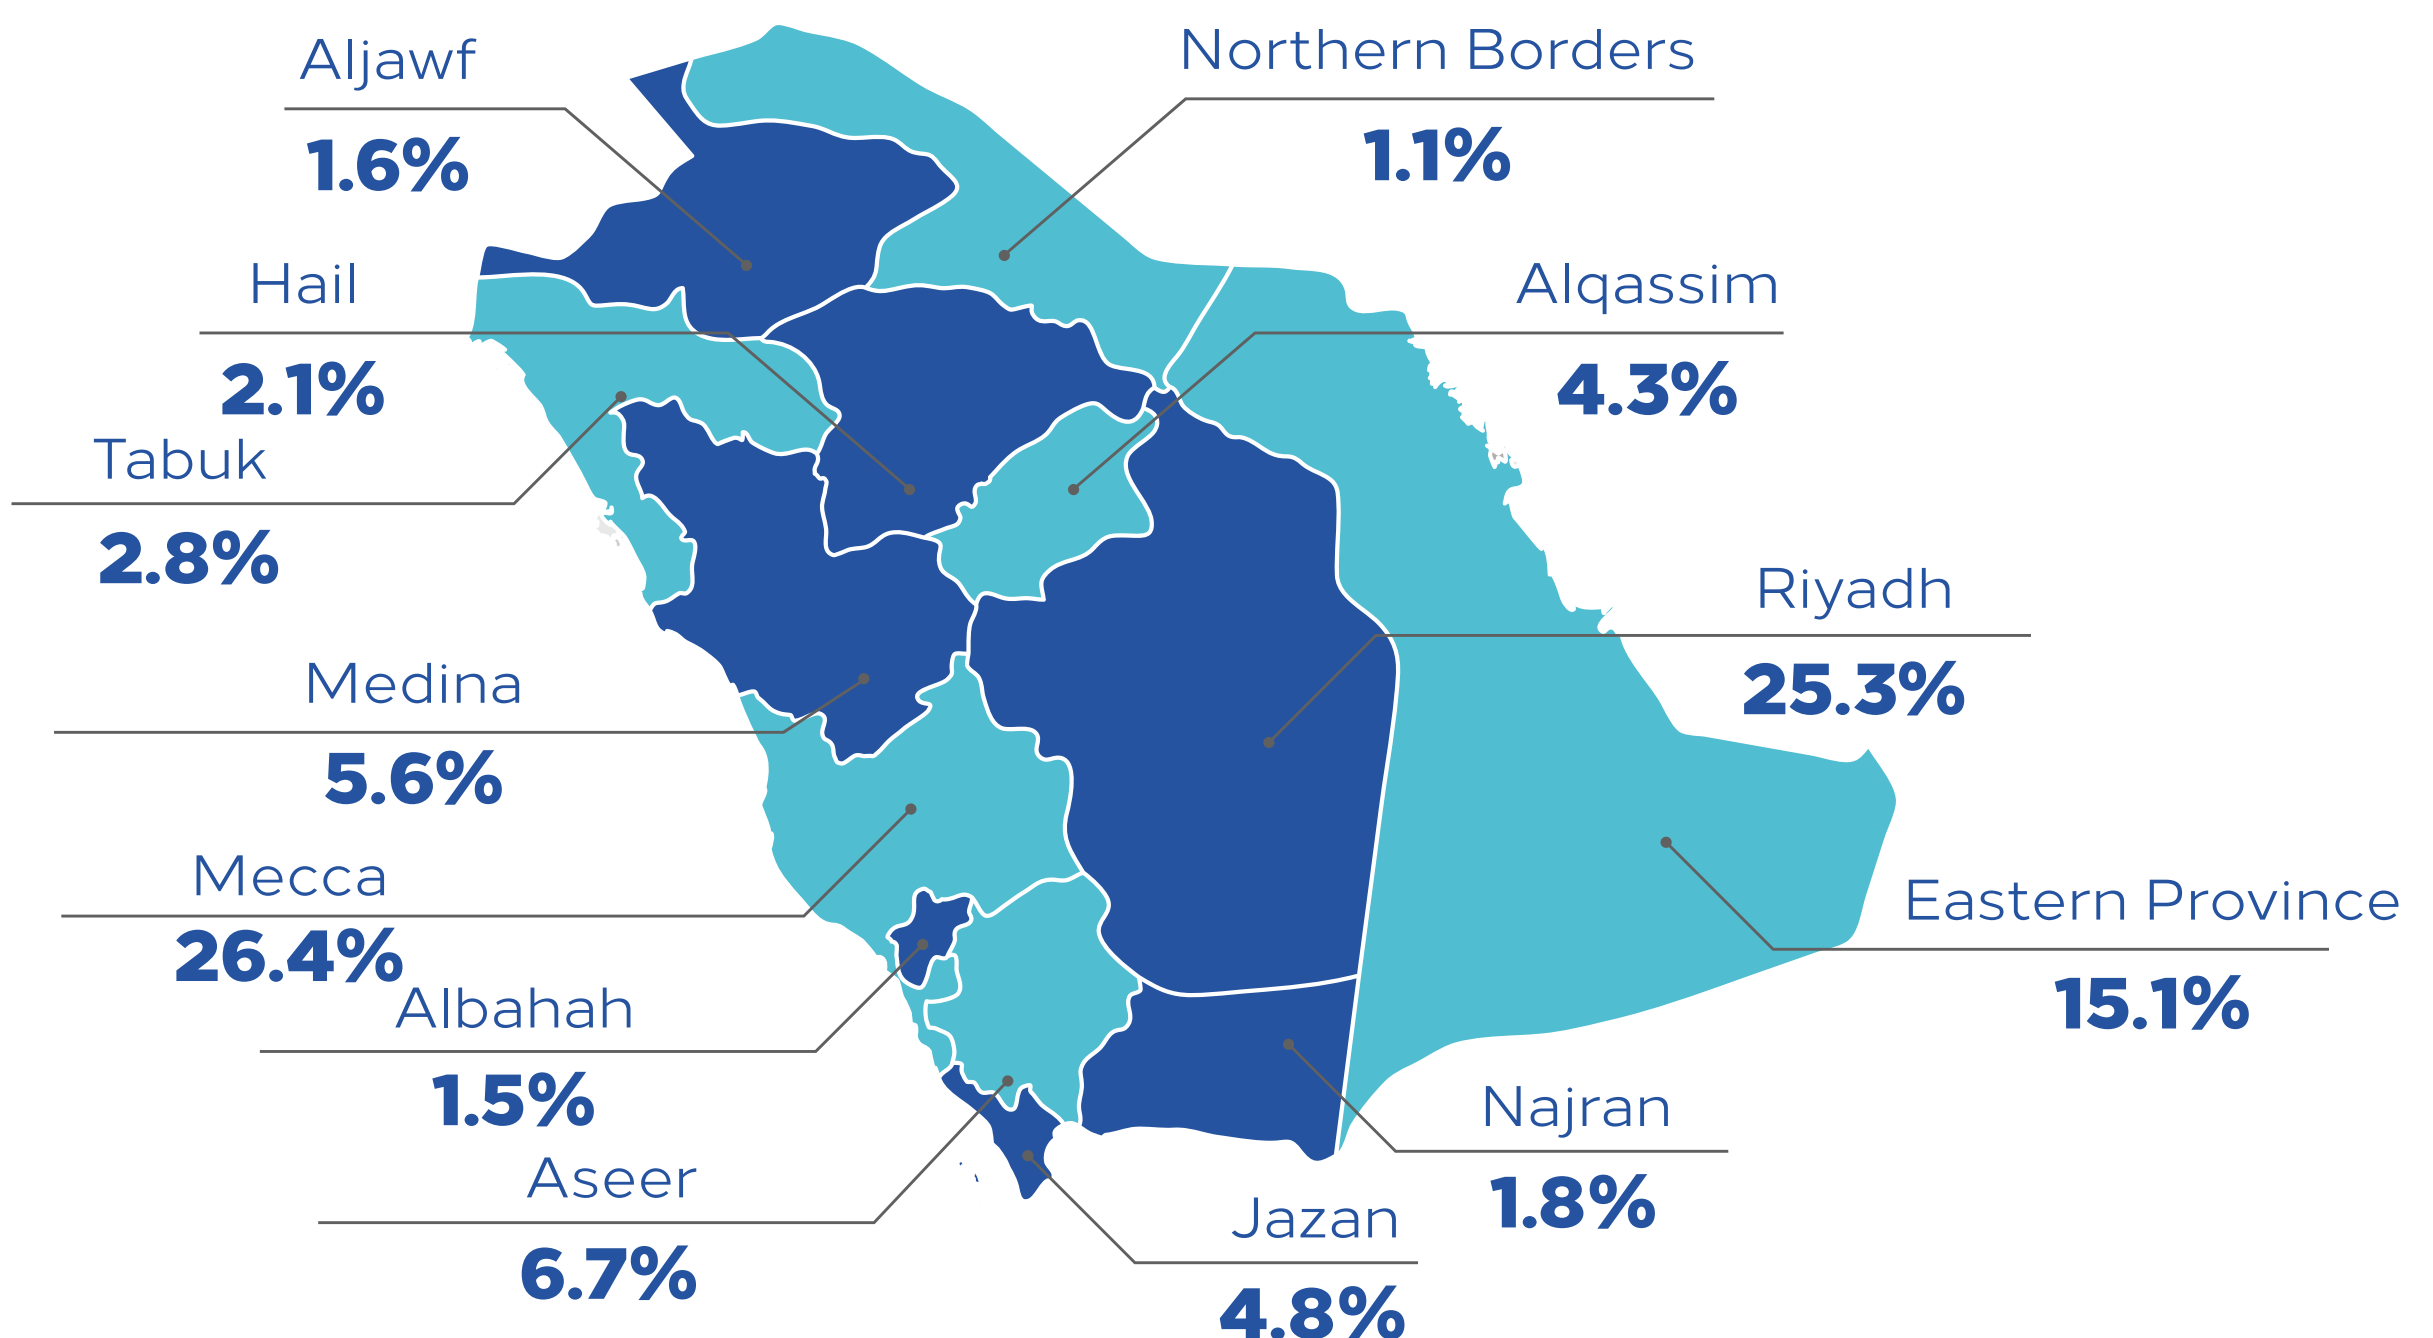 Aljawf
1.6%
Northern Borders
1.1%
Hail
2.1%
Alqassim
4.3%
Tabuk
2.8%
Riyadh
25.3%
Medina
5.6%
Mecca
26.4%
Eastern Province
15.1%
Albahah
1.5%
Najran
1.8%
Aseer
6.7%
Jazan
4.8%